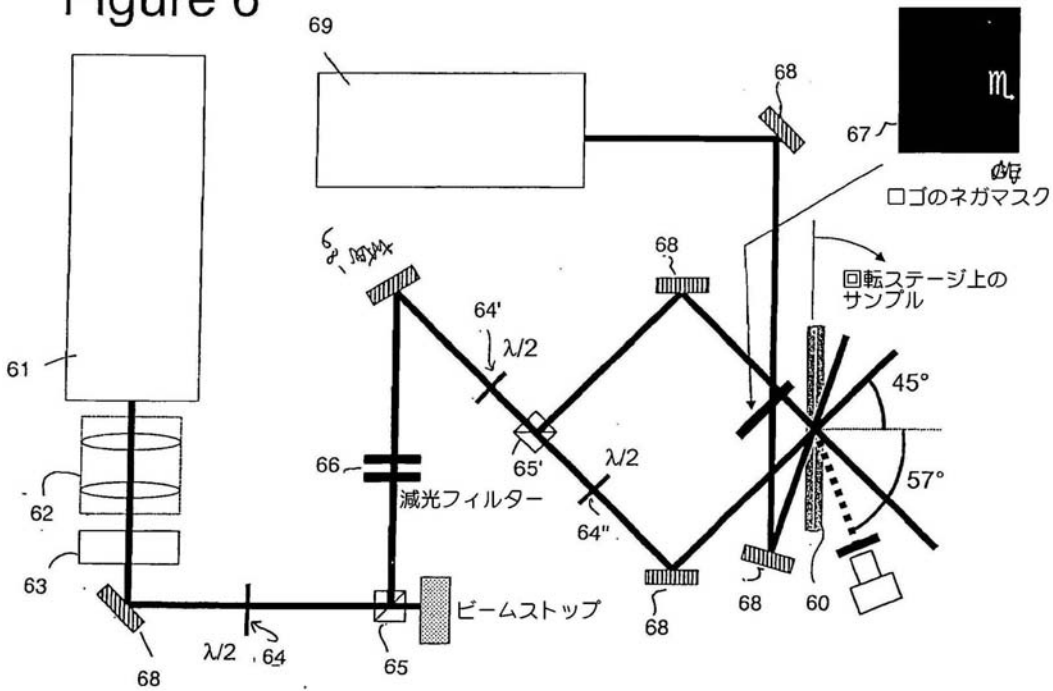 Figure 6
69
68
67
ロゴのネガマスク
68
回転ステージ上の
サンプル
61
64'
λ/2
45°
66
65'
λ/2
57°
62
減光フィルター
64"
63
ビームストップ
68
60
68
λ/2
64
65
68